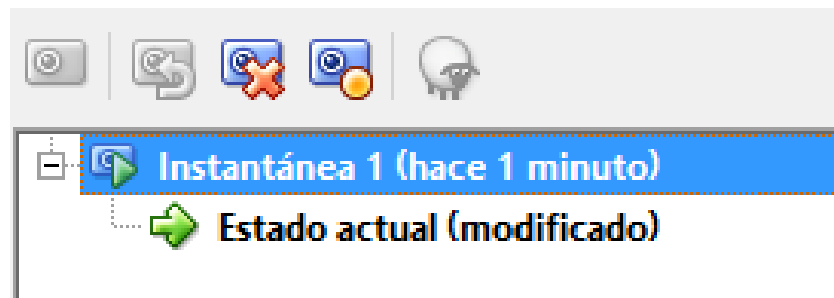 Instantánea 1 (hace 1 minuto)
Estado actual (modificado)